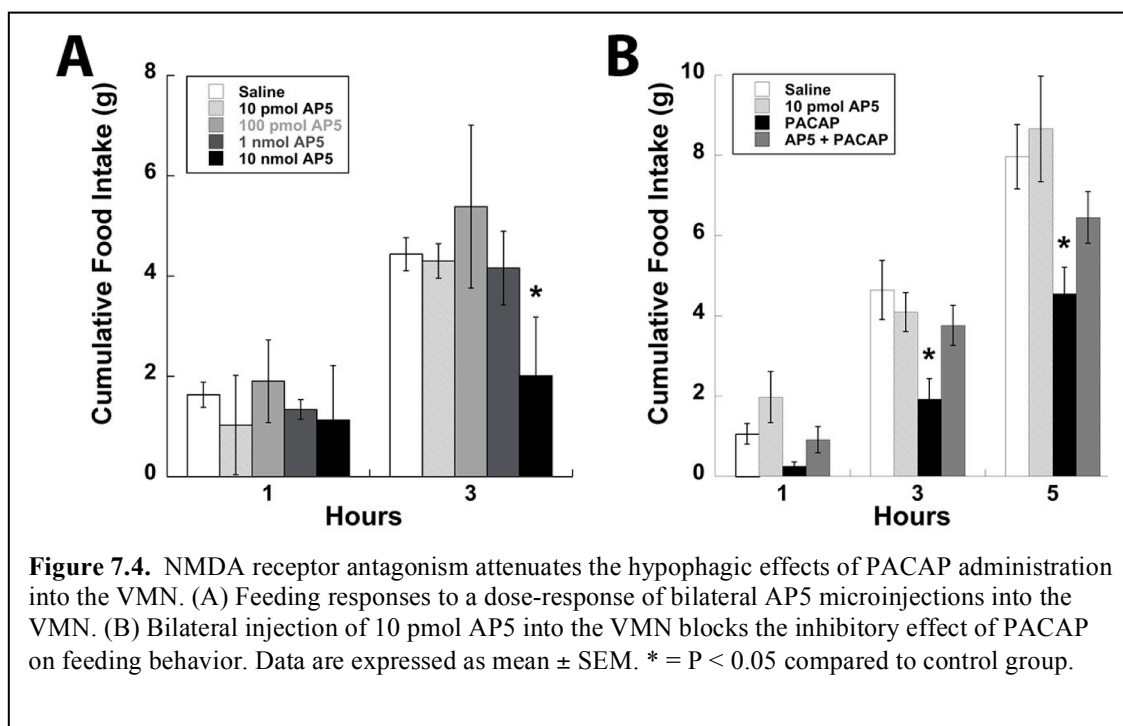 A
8
6
4
2
0
Cumulative Food Intake (g)
Saline
10 pmol AP5
100 pmol AP5
1 nmol AP5
10 nmol AP5
*
1 3
Hours
B
10
8
6
4
2
0
Cumulative Food Intake (g)
Saline
10 pmol AP5
PACAP
AP5 + PACAP
*
*
1 3 5
Hours
Figure 7.4. NMDA receptor antagonism attenuates the hypophagic effects of PACAP administration
into the VMN. (A) Feeding responses to a dose-response of bilateral AP5 microinjections into the
VMN. (B) Bilateral injection of 10 pmol AP5 into the VMN blocks the inhibitory effect of PACAP
on feeding behavior. Data are expressed as mean ± SEM. * = P < 0.05 compared to control group.